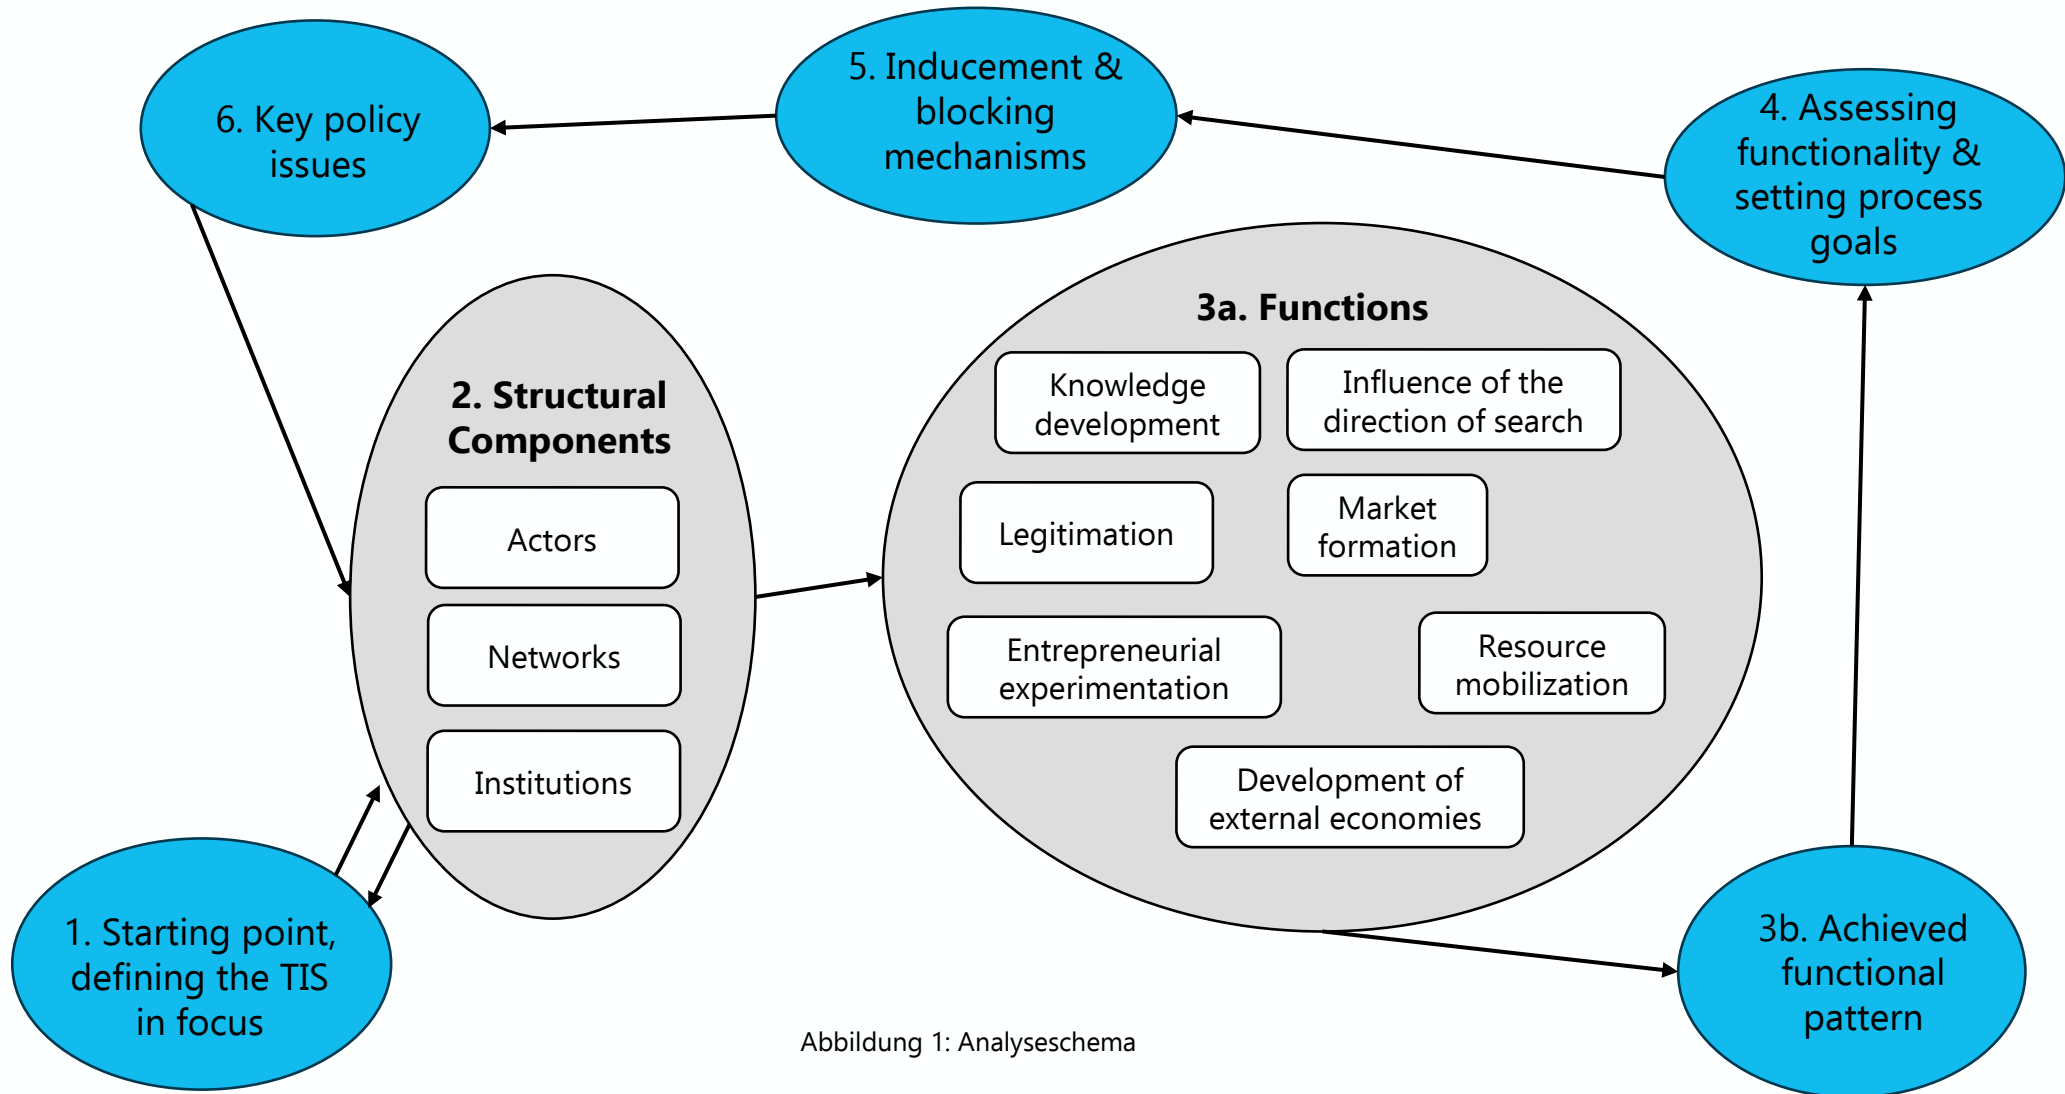 6. Key policy
issues
5. Inducement &
blocking
mechanisms
4. Assessing
functionality &
setting process
goals
2. Structural
Components
Actors
Networks
Institutions
3a. Functions
Knowledge
development
Influence of the
direction of search
Legitimation
Market
formation
Entrepreneurial
experimentation
Resource
mobilization
Development of
external economies
1. Starting point,
defining the TIS
in focus
3b. Achieved
functional
pattern
Abbildung 1: Analyseschema